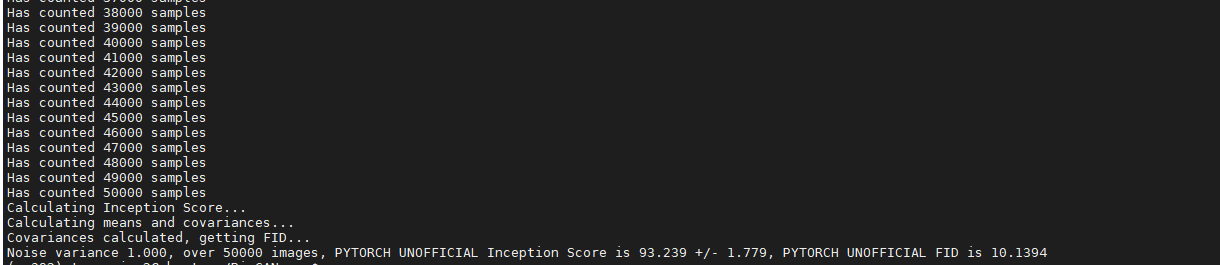 Has counted 37000 samples
Has counted 38000 samples
Has counted 39000 samples
Has counted 40000 samples
Has counted 41000 samples
Has counted 42000 samples
Has counted 43000 samples
Has counted 44000 samples
Has counted 45000 samples
Has counted 46000 samples
Has counted 47000 samples
Has counted 48000 samples
Has counted 49000 samples
Has counted 50000 samples
Calculating Inception Score...
Calculating means and covariances...
Covariances calculated, getting FID...
Noise variance 1.000, over 50000 images, PYTORCH UNOFFICIAL Inception Score is 93.239 +/- 1.779, PYTORCH UNOFFICIAL FID is 10.1394